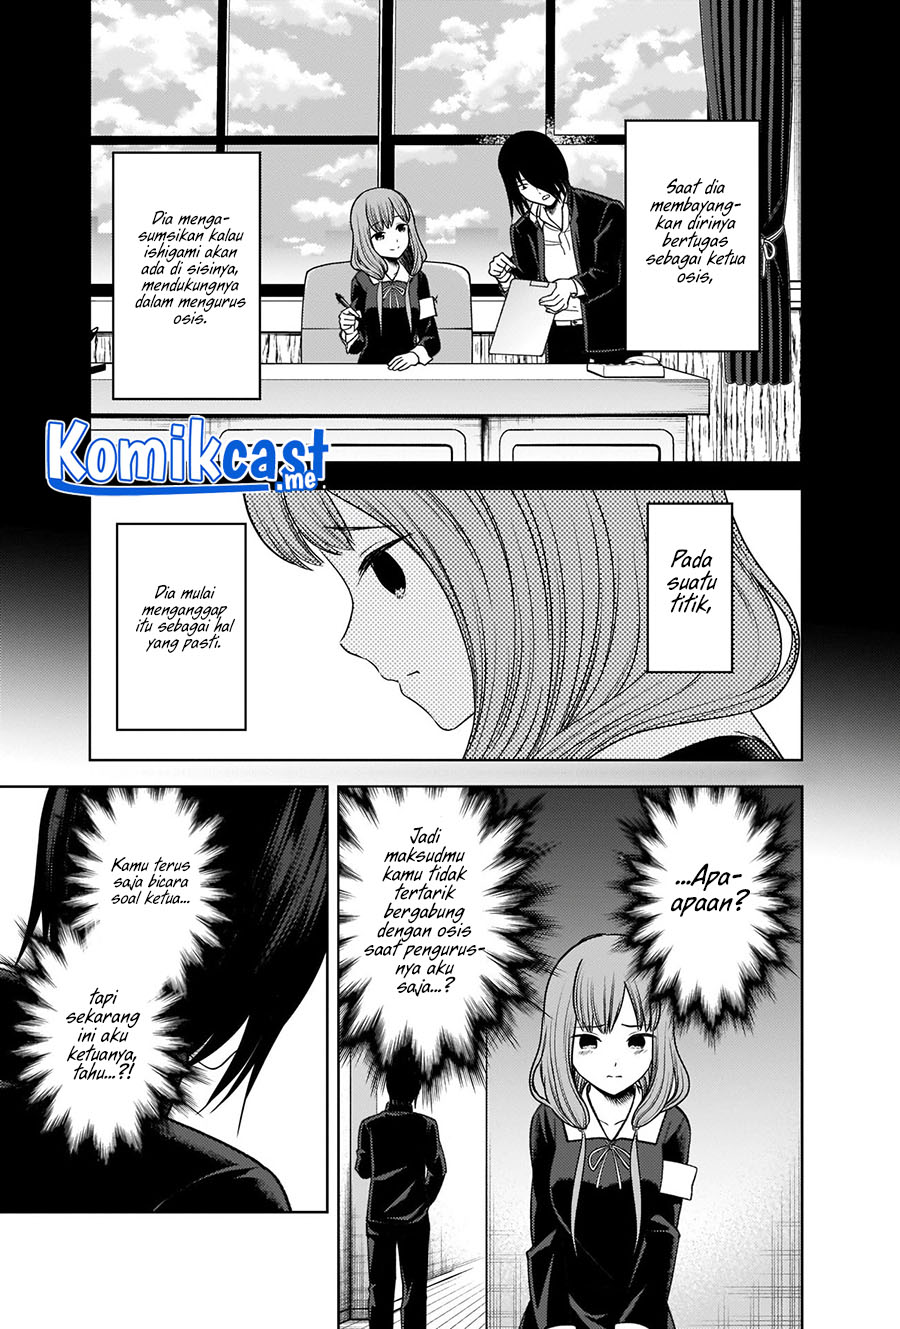 Saat dia
membayang-
kan dirinya
bertugas
sebagai ketua
osis,
Dia menga-
sumsikan kalau
ishigami akan
ada di sisinya,
mendukungnya
dalam mengurus
osis.
Komikcast
.me
Pada
suatu
titik,
Dia mulai
menganggap
itu sebagai hal
yang pasti.
...Apa-
apaan?
Jadi
maksudmu
kamu tidak
tertarik
bergabung
dengan osis
saat pengurus-
nya aku
saja...?
Kamu terus
saja bicara
soal ketua...
tapi
sekarang
ini aku
ketuanya,
tahu...?!